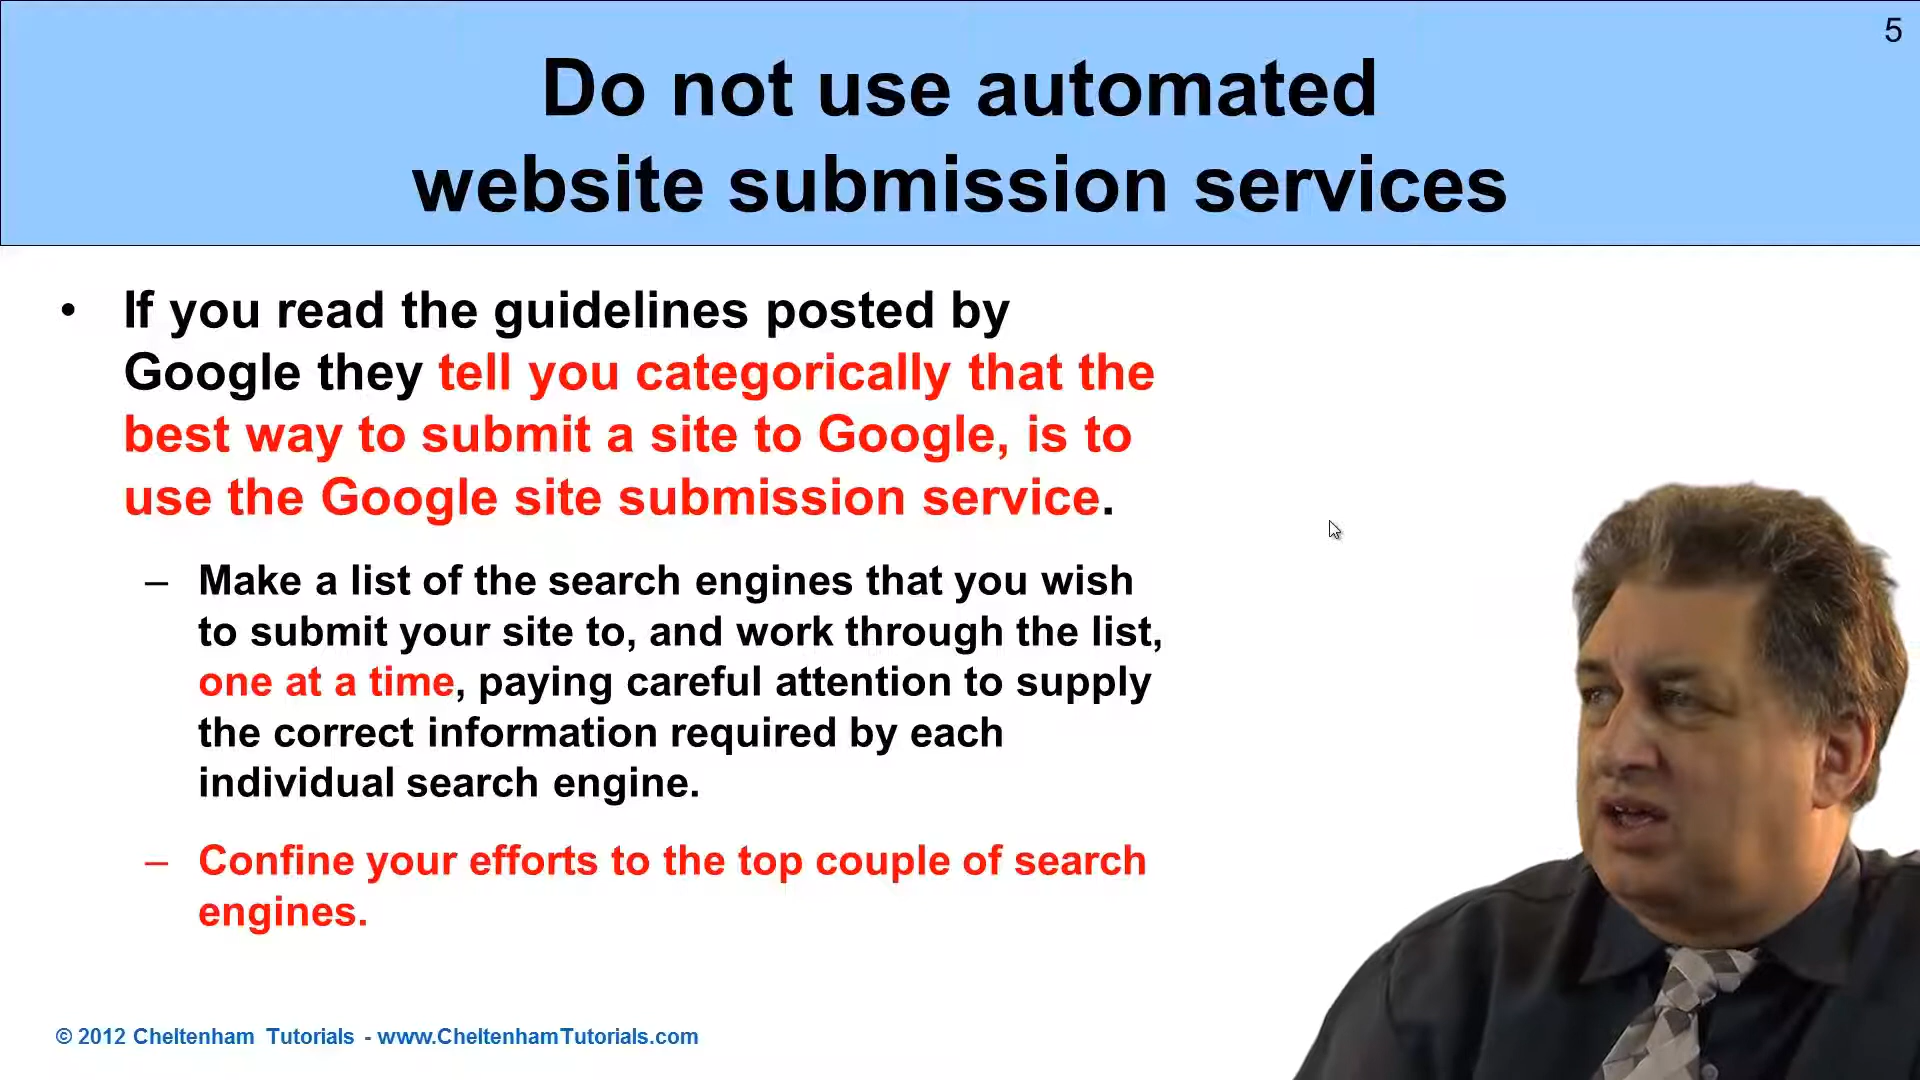 5
Do not use automated
website submission services
• If you read the guidelines posted by
Google they tell you categorically that the
best way to submit a site to Google, is to
use the Google site submission service.
– Make a list of the search engines that you wish
to submit your site to, and work through the list,
one at a time, paying careful attention to supply
the correct information required by each
individual search engine.
– Confine your efforts to the top couple of search
engines.
© 2012 Cheltenham Tutorials - www.CheltenhamTutorials.com